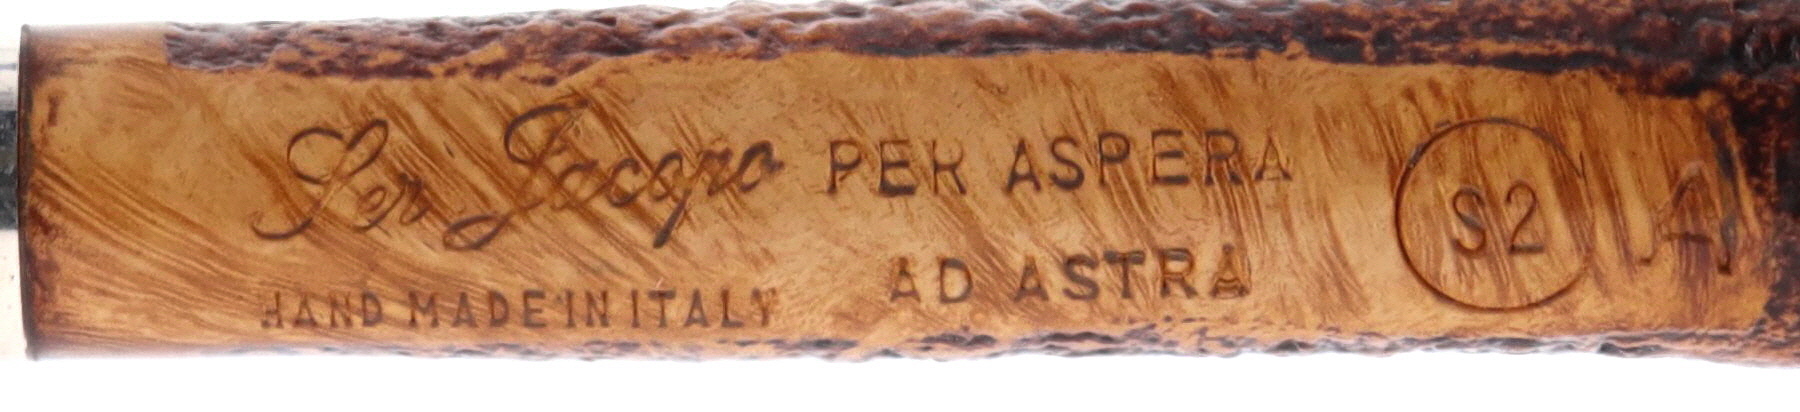 Ser Jacopo
HAND MADE IN ITALY
PER ASPERA
AD ASTRA
S2
A